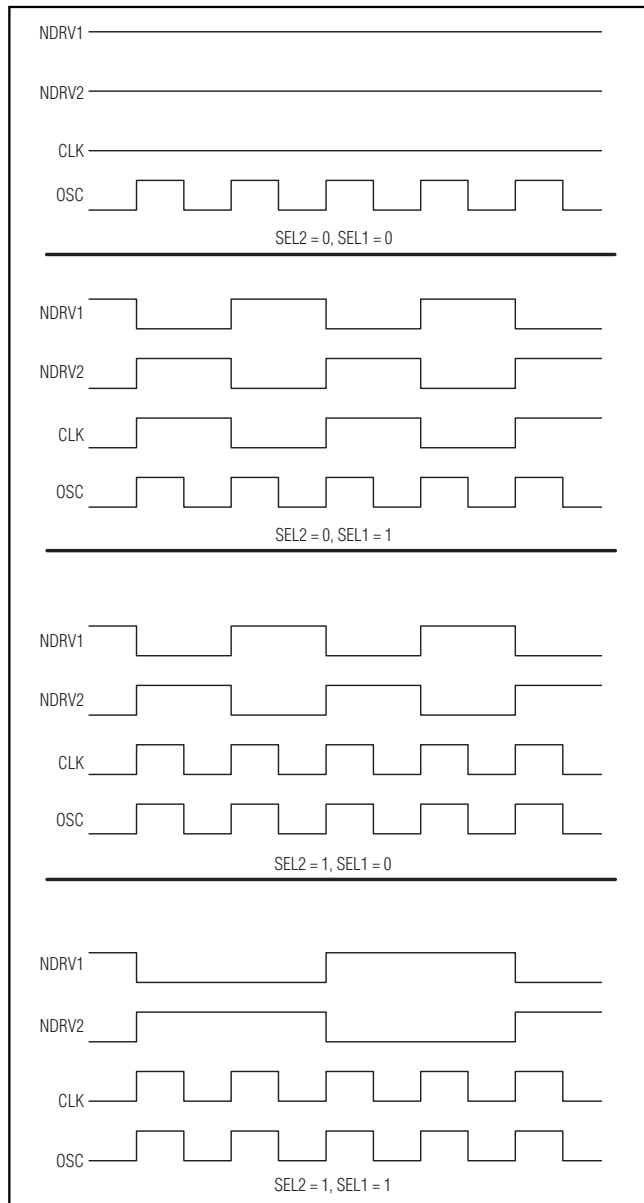 NDRV1
NDRV2
CLK
OSC
SEL2 = 0, SEL1 = 0
NDRV1
NDRV2
CLK
OSC
SEL2 = 0, SEL1 = 1
NDRV1
NDRV2
CLK
OSC
SEL2 = 1, SEL1 = 0
NDRV1
NDRV2
CLK
OSC
SEL2 = 1, SEL1 = 1